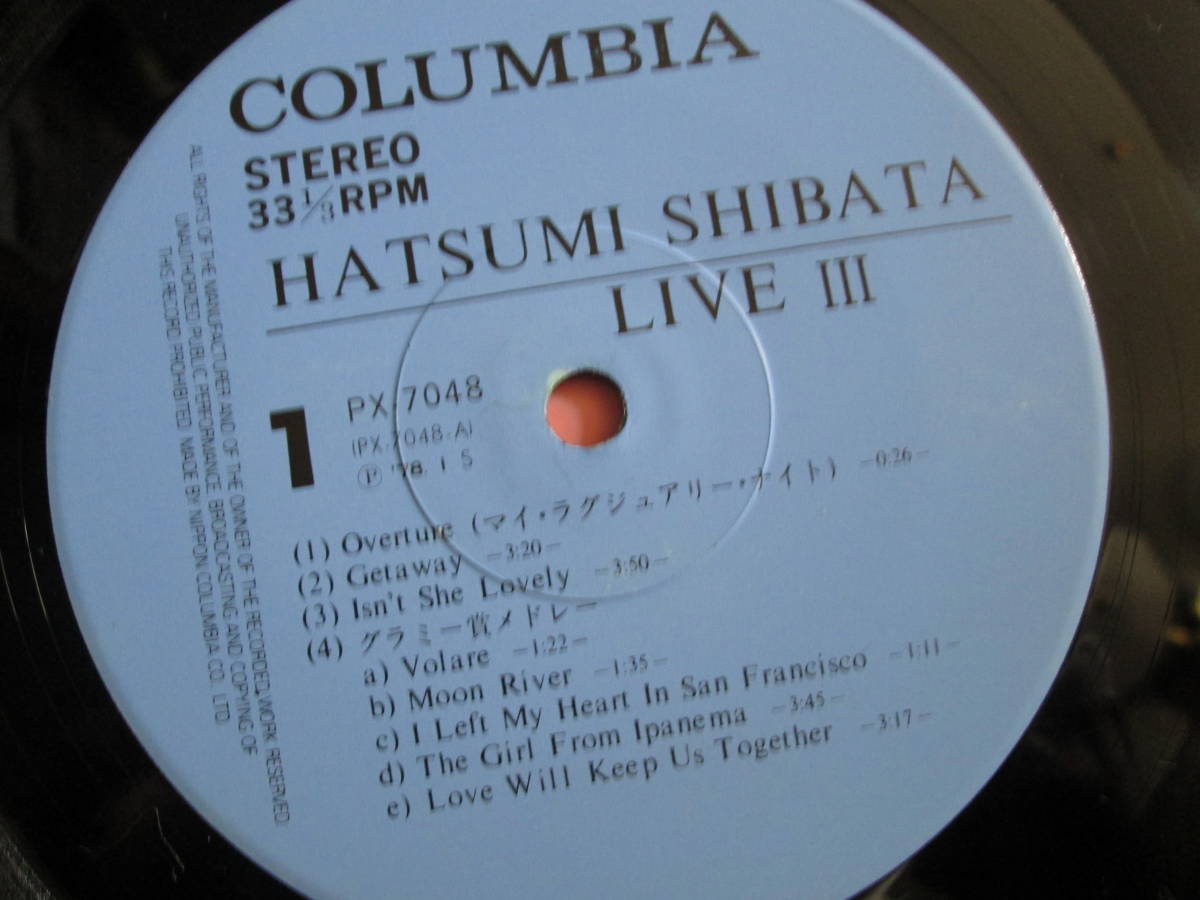 COLUMBIA
STEREO
33 1/3 RPM
HATSUMI SHIBATA
LIVE III
1
PX-7048
(PX-7048-A)
Ⓟ '78. 1 5
(1) Overture (マイ・ラグジュアリー・ナイト) -0:26-
(2) Getaway -3:20-
(3) Isn't She Lovely -3:50-
(4) グラミー賞メドレー
a) Volare -1:22-
b) Moon River -1:35-
c) I Left My Heart In San Francisco -1:11-
d) The Girl From Ipanema -3:45-
e) Love Will Keep Us Together -3:17-
ALL RIGHTS OF THE MANUFACTURER AND OF THE OWNER OF THE RECORDED WORK RESERVED.
UNAUTHORIZED PUBLIC PERFORMANCE BROADCASTING AND COPYING OF
THIS RECORD PROHIBITED. MADE BY NIPPON COLUMBIA CO., LTD.